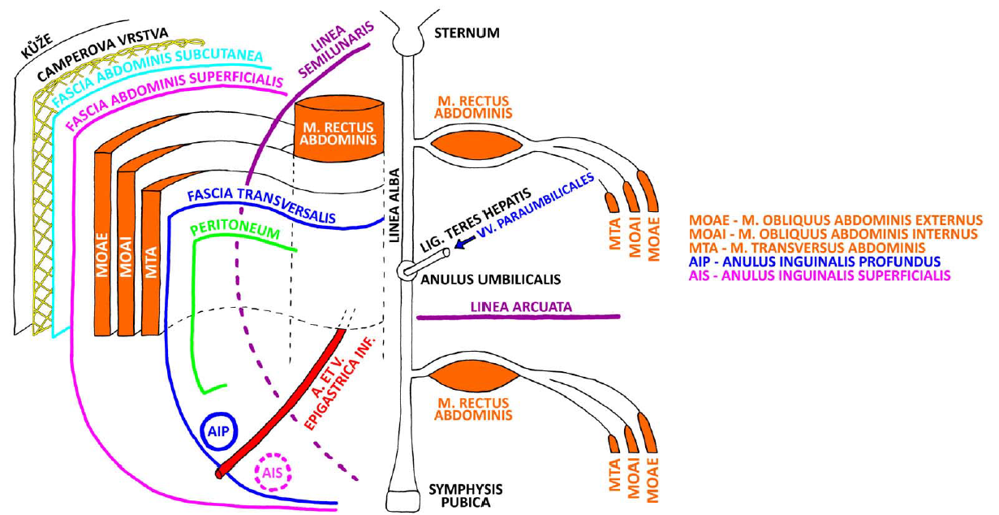 KŮŽE
CAMPEROVA VRSTVA
FASCIA ABDOMINIS SUBCUTANEA
FASCIA ABDOMINIS SUPERFICIALIS
LINEA
SEMILUNARIS
STERNUM
M. RECTUS
ABDOMINIS
M. RECTUS
ABDOMINIS
FASCIA TRANSVERSALIS
PERITONEUM
LINEA ALBA
LIG. TERES HEPATIS
VV. PARAUMBILICALES
MOAE
MOAI
MTA
MTA
MOAI
MOAE
MOAE - M. OBLIQUUS ABDOMINIS EXTERNUS
MOAI - M. OBLIQUUS ABDOMINIS INTERNUS
MTA - M. TRANSVERSUS ABDOMINIS
AIP - ANULUS INGUINALIS PROFUNDUS
AIS - ANULUS INGUINALIS SUPERFICIALIS
ANULUS UMBILICALIS
LINEA ARCUATA
A. ET V.
EPIGASTRICA INF.
M. RECTUS
ABDOMINIS
AIP
AIS
MTA
MOAI
MOAE
SYMPHYSIS
PUBICA